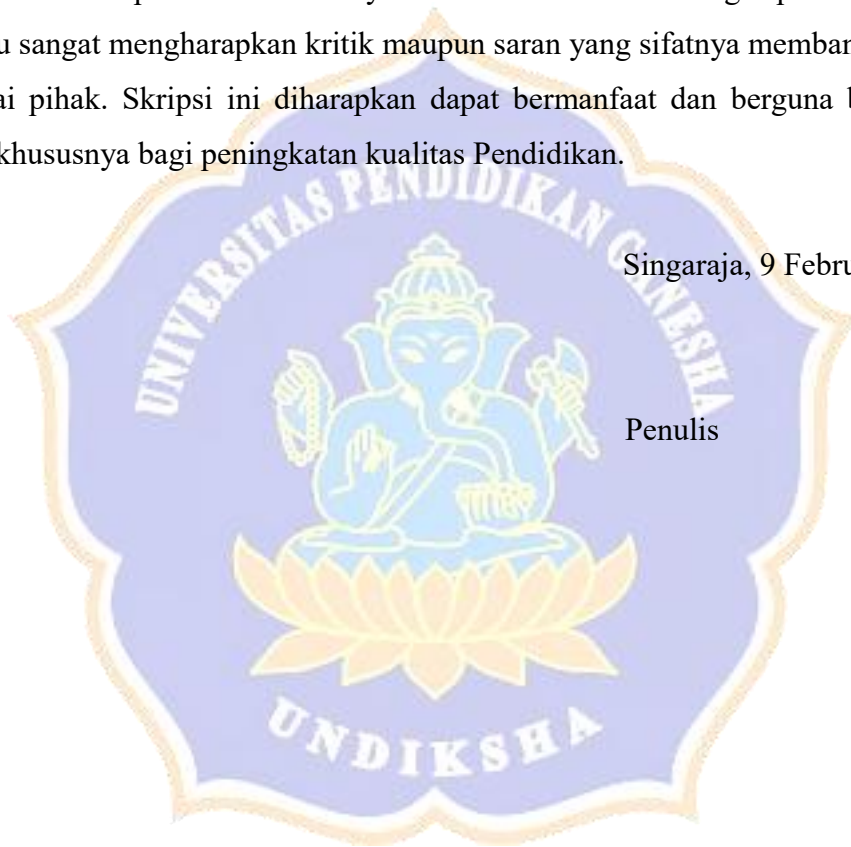 u sangat mengharapkan kritik maupun saran yang sifatnya memban
ai pihak. Skripsi ini diharapkan dapat bermanfaat dan berguna b
khususnya bagi peningkatan kualitas Pendidikan.
UNIVERSITAS PENDIDIKAN GANESHA
Singaraja, 9 Febru
Penulis
UNDIKSHA